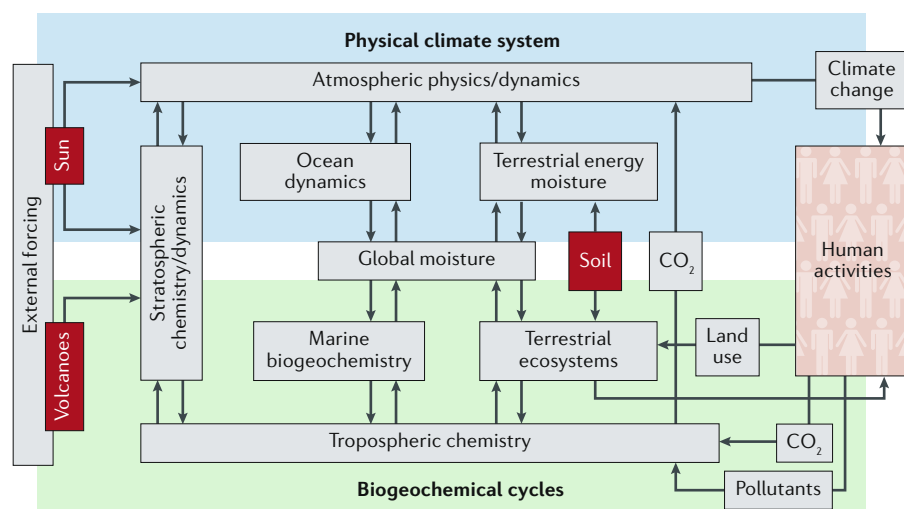 Physical climate system
Atmospheric physics/dynamics
Climate
change
External forcing
Sun
Volcanoes
Stratospheric
chemistry/dynamics
Ocean
dynamics
Terrestrial energy
moisture
Global moisture
Soil
CO₂
Human
activities
Marine
biogeochemistry
Terrestrial
ecosystems
Land
use
Tropospheric chemistry
CO₂
Pollutants
Biogeochemical cycles